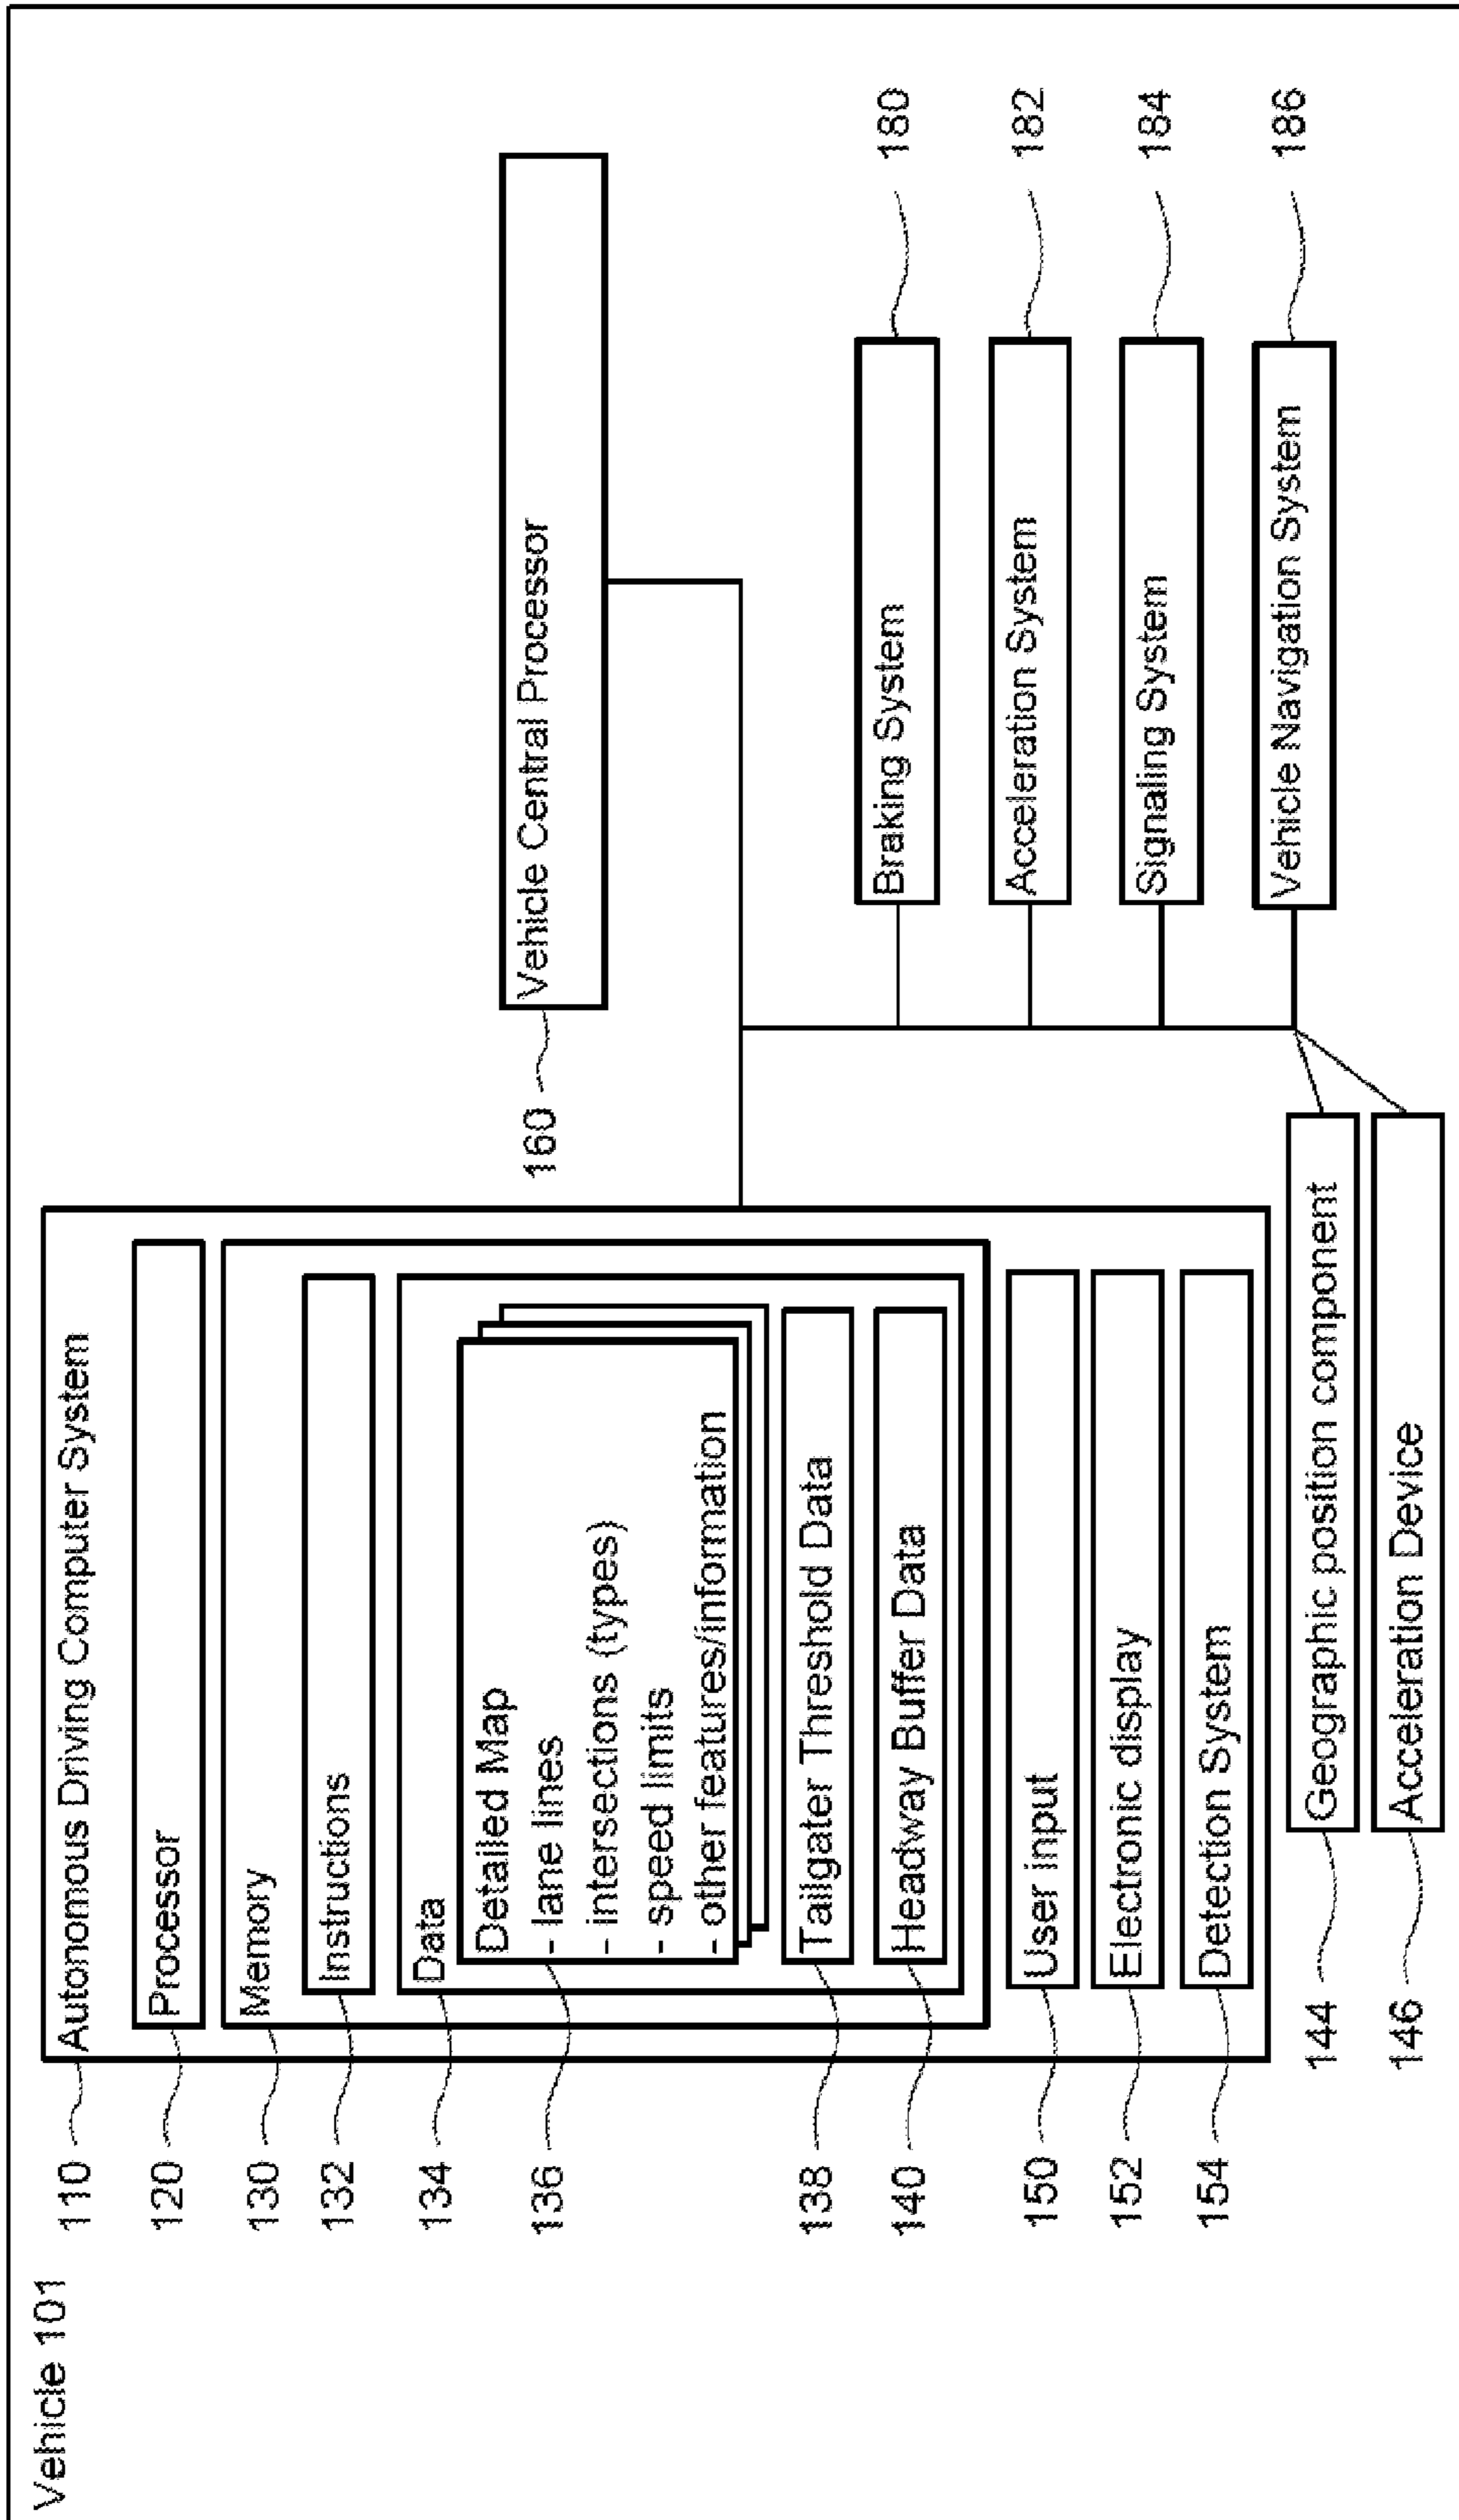 Vehicle 101
110
Autonomous Driving Computer System
120
Processor
130
Memory
132
Instructions
134
Data
136
Detailed Map
- lane lines
- intersections (types)
- speed limits
- other features/information
138
Tailgater Threshold Data
140
Headway Buffer Data
150
User input
152
Electronic display
154
Detection System
144
Geographic position component
146
Acceleration Device
160
Vehicle Central Processor
Braking System
180
Acceleration System
182
Signaling System
184
Vehicle Navigation System
186